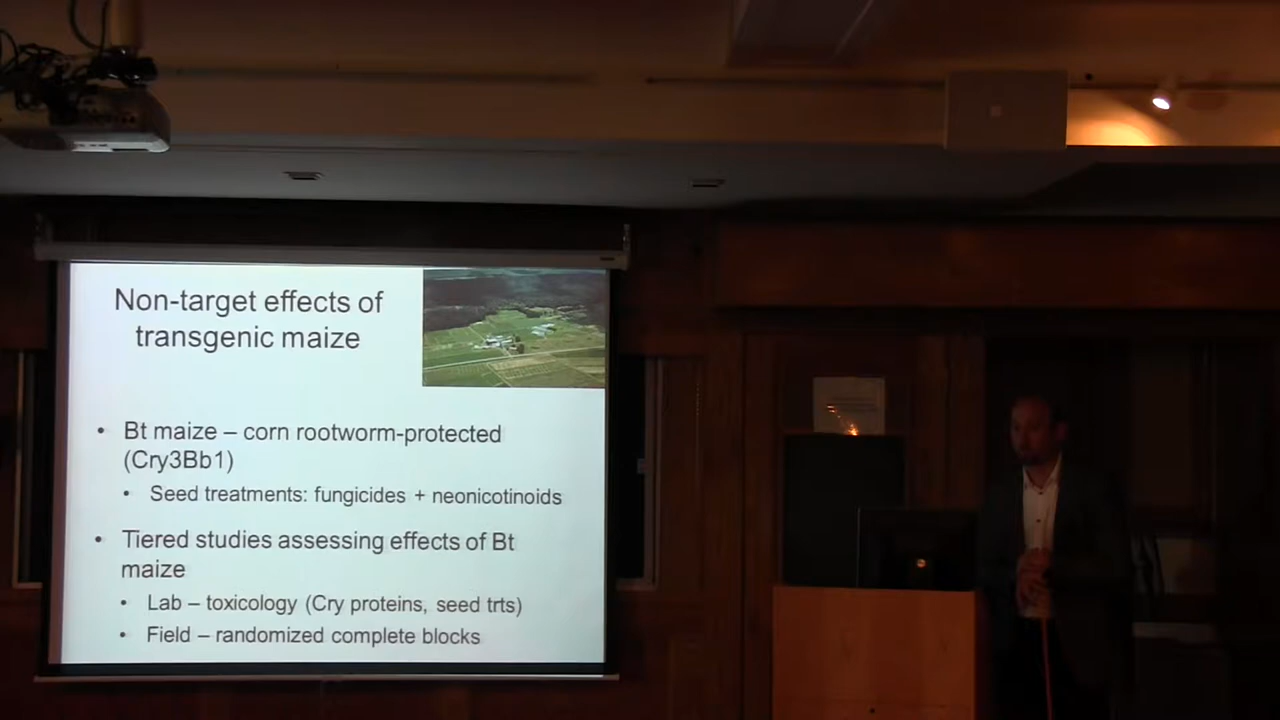 Non-target effects of
transgenic maize
• Bt maize – corn rootworm-protected
(Cry3Bb1)
• Seed treatments: fungicides + neonicotinoids
• Tiered studies assessing effects of Bt
maize
• Lab – toxicology (Cry proteins, seed trts)
• Field – randomized complete blocks